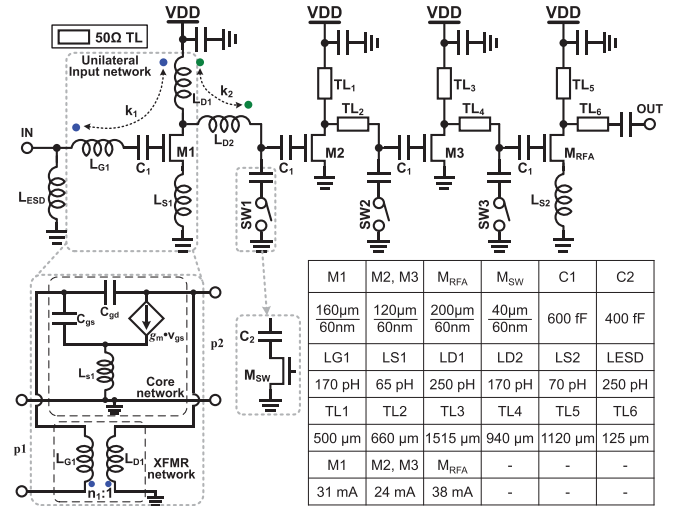 VDD VDD VDD VDD
50Ω TL
Unilateral
Input network
k1 LD1 k2
TL1 TL3 TL5
TL2 TL4 TL6
IN OUT
LG1 C1 M1 LD2 C1 M2 C1 M3 C1 MRFA
LESD LS1 SW1 SW2 SW3 LS2
Cgs Cgd gm•vgs
Ls1
Core
network
p2
C2
MSW
p1
LG1 LD1 XFMR
network
n1:1
M1 M2, M3 MRFA MSW C1 C2
160µm/60nm 120µm/60nm 200µm/60nm 40µm/60nm 600 fF 400 fF
LG1 LS1 LD1 LD2 LS2 LESD
170 pH 65 pH 250 pH 170 pH 70 pH 250 pH
TL1 TL2 TL3 TL4 TL5 TL6
500 µm 660 µm 1515 µm 940 µm 1120 µm 125 µm
M1 M2, M3 MRFA - - -
31 mA 24 mA 38 mA - - -